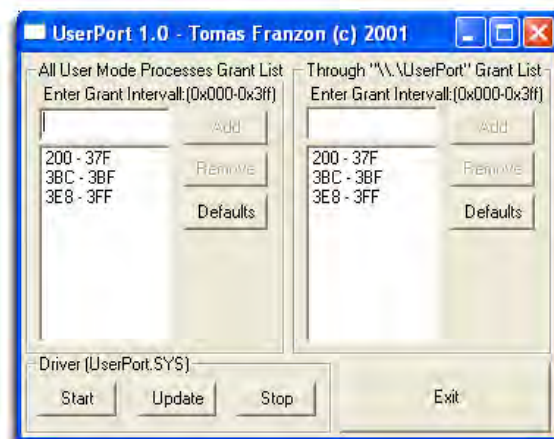 UserPort 1.0 - Tomas Franzon (c) 2001
All User Mode Processes Grant List
Enter Grant Intervall:(0x000-0x3ff)
Add
200 - 37F
3BC - 3BF
3E8 - 3FF
Remove
Defaults
Through "\\.\UserPort" Grant List
Enter Grant Intervall:(0x000-0x3ff)
Add
200 - 37F
3BC - 3BF
3E8 - 3FF
Remove
Defaults
Driver (UserPort.SYS)
Start
Update
Stop
Exit